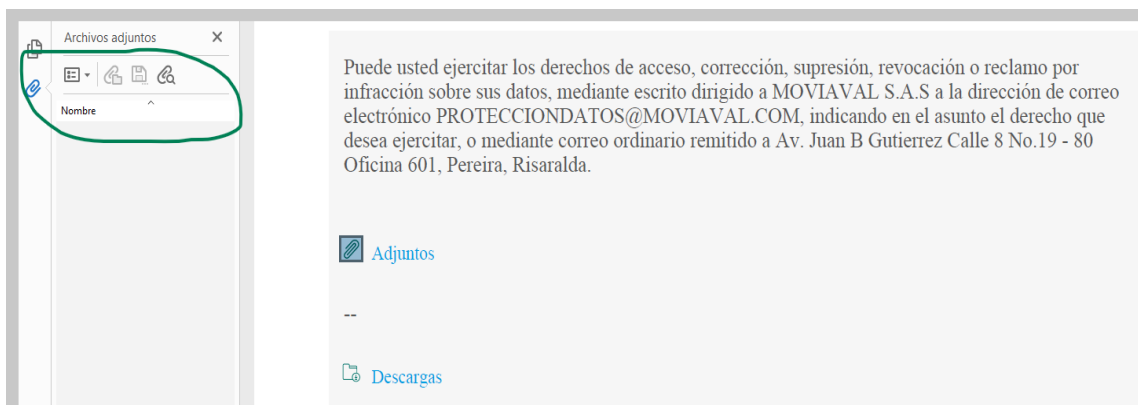 Archivos adjuntos
Nombre
Puede usted ejercitar los derechos de acceso, corrección, supresión, revocación o reclamo por
infracción sobre sus datos, mediante escrito dirigido a MOVIAVAL S.A.S a la dirección de correo
electrónico PROTECCIONDATOS@MOVIAVAL.COM, indicando en el asunto el derecho que
desea ejercitar, o mediante correo ordinario remitido a Av. Juan B Gutierrez Calle 8 No.19 - 80
Oficina 601, Pereira, Risaralda.
Adjuntos
--
Descargas